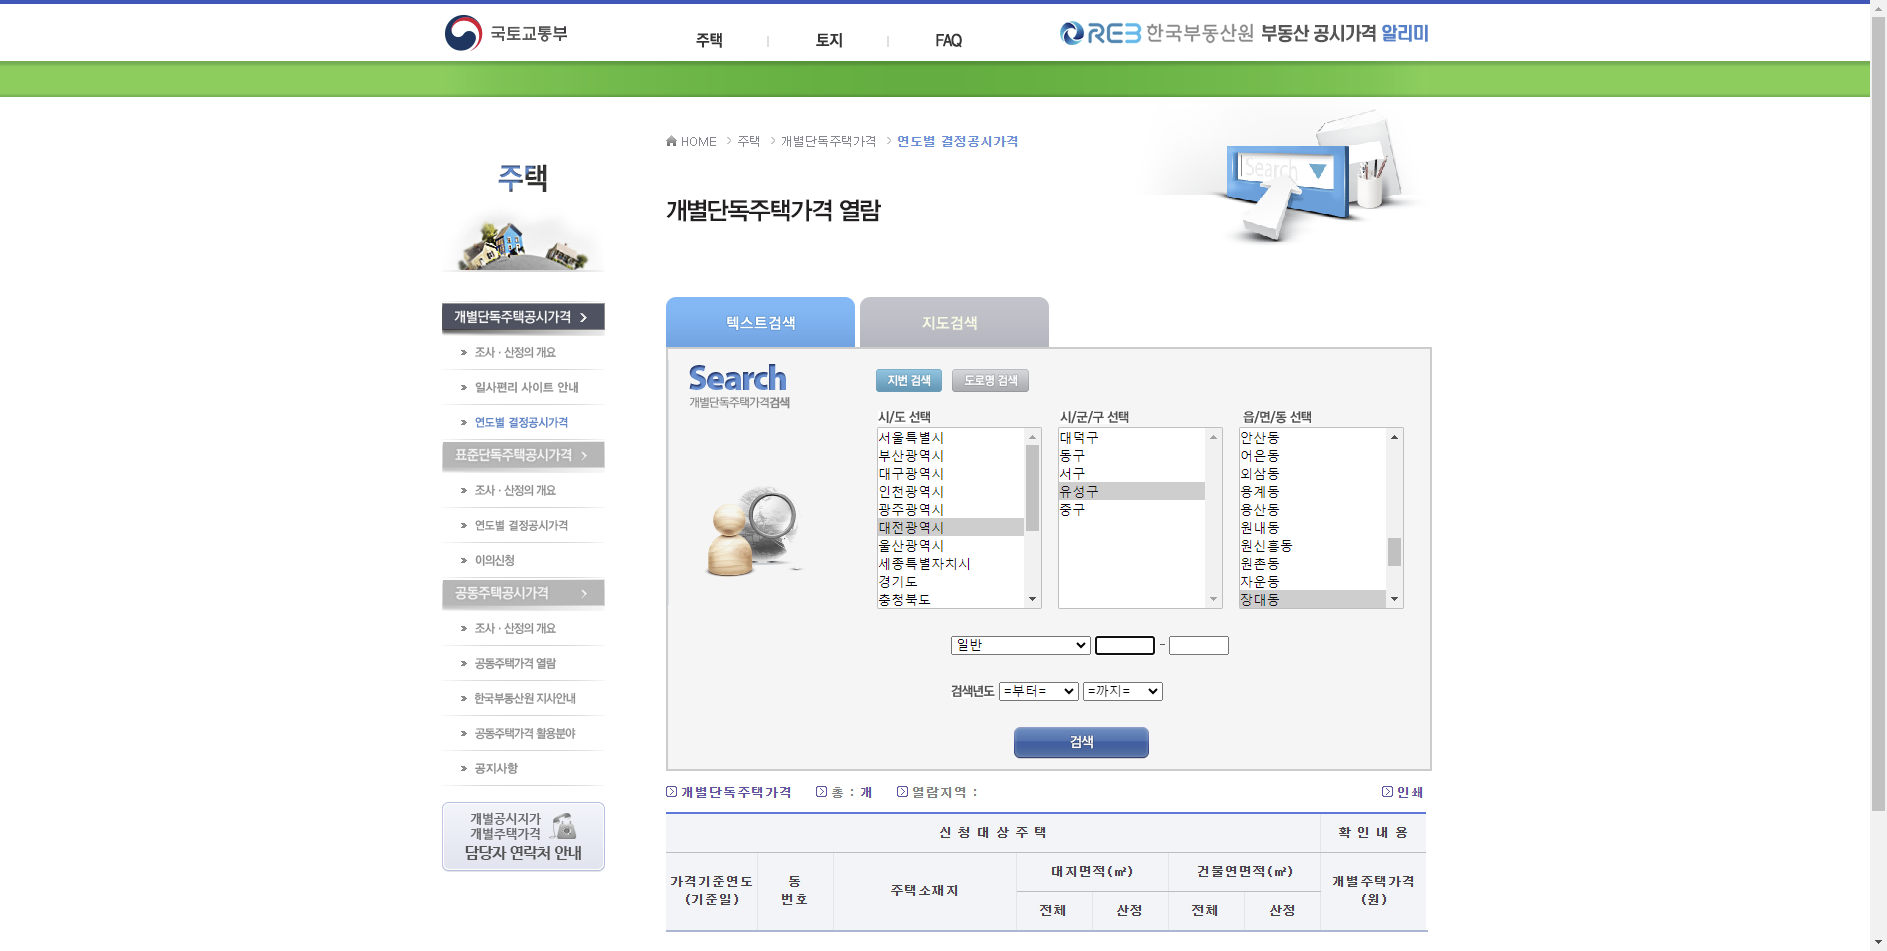 국토교통부
주택
토지
FAQ
REB 한국부동산원 부동산 공시가격 알리미
HOME > 주택 > 개별단독주택가격 > 연도별 결정공시가격
주택
Search
개별단독주택가격 열람
개별단독주택공시가격
조사 · 산정의 개요
일사편리 사이트 안내
연도별 결정공시가격
표준단독주택공시가격
조사 · 산정의 개요
연도별 결정공시가격
이의신청
공동주택공시가격
조사 · 산정의 개요
공동주택가격 열람
한국부동산원 지사안내
공동주택가격 활용분야
공지사항
개별공시지가
개별주택가격
담당자 연락처 안내
텍스트검색
지도검색
Search
개별단독주택가격검색
지번 검색
도로명 검색
시/도 선택
서울특별시
부산광역시
대구광역시
인천광역시
광주광역시
대전광역시
울산광역시
세종특별자치시
경기도
충청북도
시/군/구 선택
대덕구
동구
서구
유성구
중구
읍/면/동 선택
안산동
어은동
외삼동
용계동
용산동
원내동
원신흥동
원촌동
자운동
장대동
일반 -
검색년도 =부터= =까지=
검색
개별단독주택가격 총 : 개 열람지역 : 인쇄
신 청 대 상 주 택
확 인 내 용
가격기준연도
(기준일)
동
번호
주택소재지
대지면적(㎡)
전체
산정
건물연면적(㎡)
전체
산정
개별주택가격
(원)